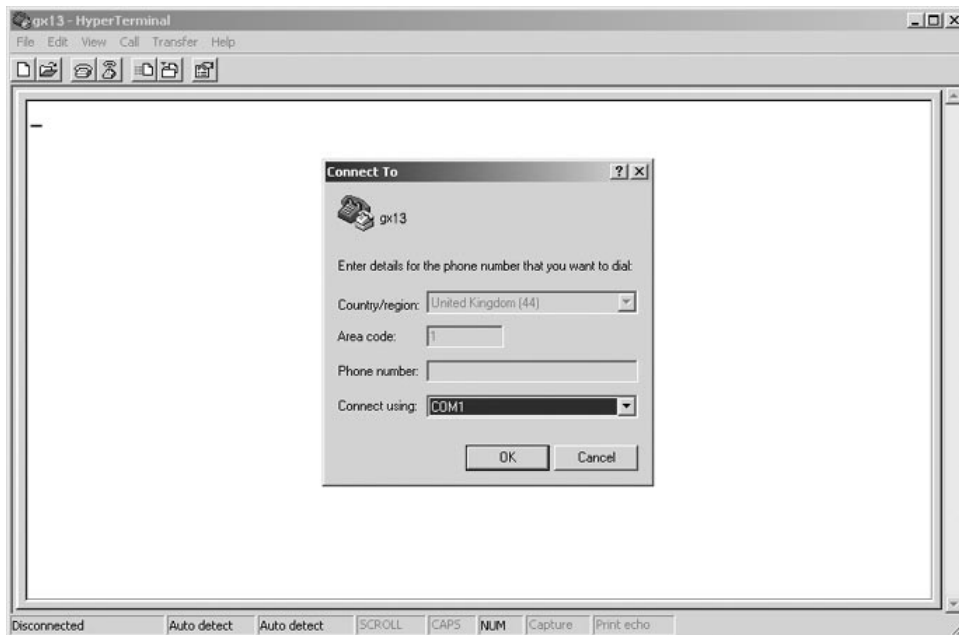 gx13 - HyperTerminal
File Edit View Call Transfer Help
Connect To
gx13
Enter details for the phone number that you want to dial:
Country/region: United Kingdom (44)
Area code: 1
Phone number:
Connect using: COM1
OK Cancel
Disconnected Auto detect Auto detect SCROLL CAPS NUM Capture Print echo